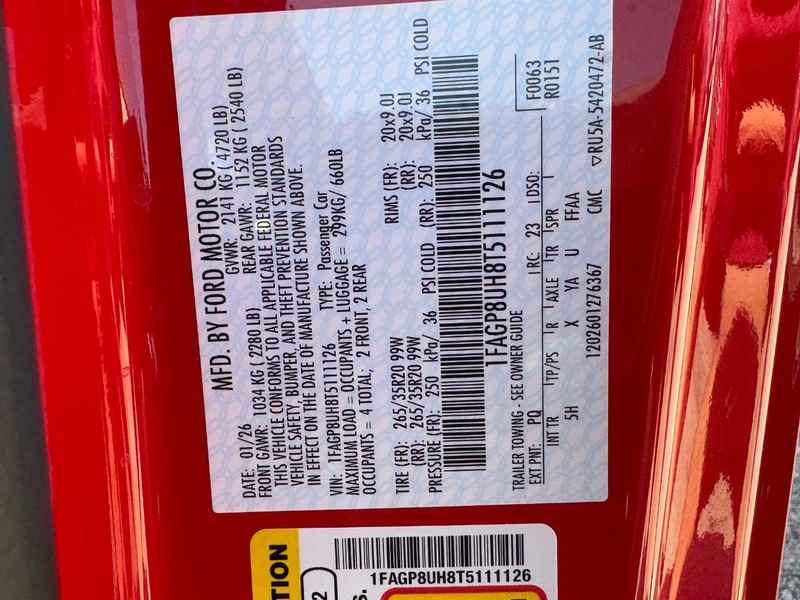 MFD. BY FORD MOTOR CO.
DATE: 01/26 GVWR: 2141 KG ( 4720 LB)
FRONT GAWR: 1034 KG ( 2280 LB) REAR GAWR: 1152 KG ( 2540 LB)
THIS VEHICLE CONFORMS TO ALL APPLICABLE FEDERAL MOTOR
VEHICLE SAFETY, BUMPER, AND THEFT PREVENTION STANDARDS
IN EFFECT ON THE DATE OF MANUFACTURE SHOWN ABOVE.
VIN: 1FAGP8UH8T5111126 TYPE: Passenger Car
MAXIMUM LOAD = OCCUPANTS + LUGGAGE = 299KG/ 660LB
OCCUPANTS = 4 TOTAL; 2 FRONT, 2 REAR
TIRE (FR): 265/35R20 99W RIMS (FR): 20x9.0J
(RR): 265/35R20 99W (RR): 20x9.0J
PRESSURE (FR): 250 kPa/ 36 PSI COLD (RR): 250 kPa/ 36 PSI COLD
1FAGP8UH8T5111126
TRAILER TOWING - SEE OWNER GUIDE F0063
EXT PNT: PQ RC: 23 DSO: R0151
INT TR TP/PS R AXLE TR SPR
5H X YA U FFAA
1202601276367 CMC ▽RU5A-5420472-AB
TION
2
S.
1FAGP8UH8T5111126